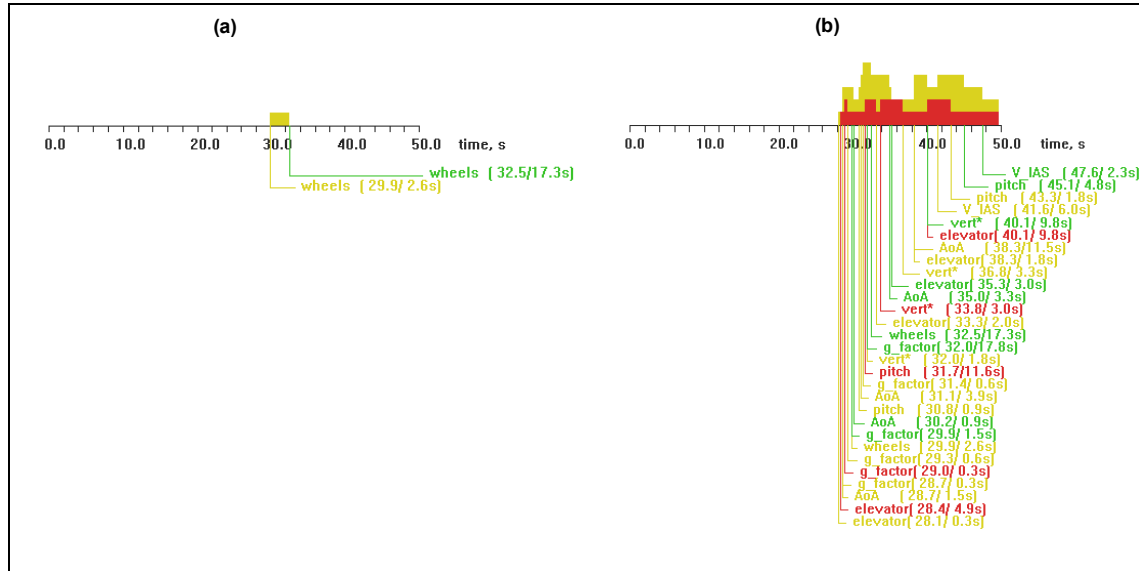 (a)
0.0 10.0 20.0 30.0 40.0 50.0 time, s
wheels ( 32.5/17.3s)
wheels ( 29.9/ 2.6s)
(b)
0.0 10.0 20.0 30.0 40.0 50.0 time, s
V_IAS ( 47.6/ 2.3s)
pitch ( 45.1/ 4.8s)
pitch ( 43.3/ 1.8s)
V_IAS ( 41.6/ 6.0s)
vert* ( 40.1/ 9.8s)
elevator( 40.1/ 9.8s)
AoA ( 38.3/11.5s)
elevator( 38.3/ 1.8s)
vert* ( 36.8/ 3.3s)
elevator( 35.3/ 3.0s)
AoA ( 35.0/ 3.3s)
vert* ( 33.8/ 3.0s)
elevator( 33.3/ 2.0s)
wheels ( 32.5/17.3s)
g_factor( 32.0/17.8s)
vert* ( 32.0/ 1.8s)
pitch ( 31.7/11.6s)
g_factor( 31.4/ 0.6s)
AoA ( 31.1/ 3.9s)
pitch ( 30.8/ 0.9s)
AoA ( 30.2/ 0.9s)
g_factor( 29.9/ 1.5s)
wheels ( 29.9/ 2.6s)
g_factor( 29.3/ 0.6s)
g_factor( 29.0/ 0.3s)
g_factor( 28.7/ 0.3s)
AoA ( 28.7/ 1.5s)
elevator( 28.4/ 4.9s)
elevator( 28.1/ 0.3s)